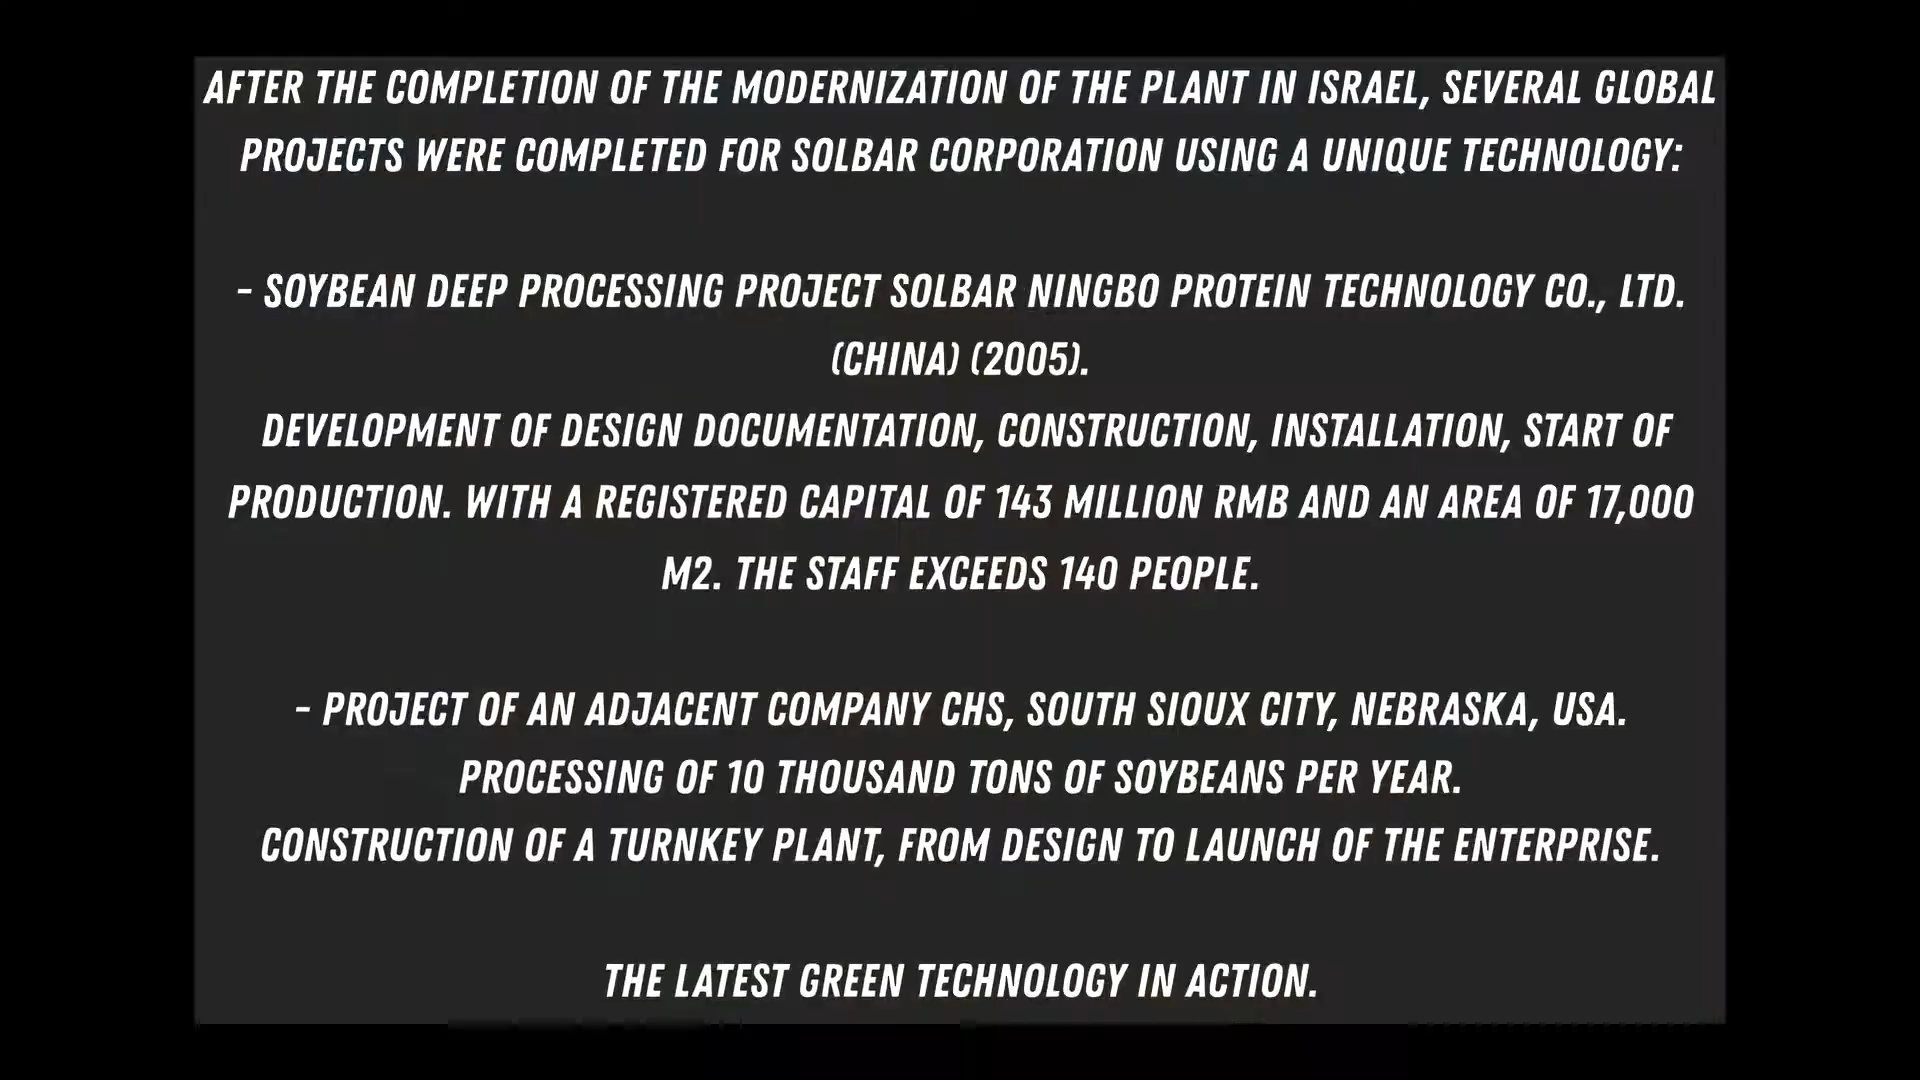 AFTER THE COMPLETION OF THE MODERNIZATION OF THE PLANT IN ISRAEL, SEVERAL GLOBAL
PROJECTS WERE COMPLETED FOR SOLBAR CORPORATION USING A UNIQUE TECHNOLOGY:
- SOYBEAN DEEP PROCESSING PROJECT SOLBAR NINGBO PROTEIN TECHNOLOGY CO., LTD.
(CHINA) (2005).
DEVELOPMENT OF DESIGN DOCUMENTATION, CONSTRUCTION, INSTALLATION, START OF
PRODUCTION. WITH A REGISTERED CAPITAL OF 143 MILLION RMB AND AN AREA OF 17,000
M2. THE STAFF EXCEEDS 140 PEOPLE.
- PROJECT OF AN ADJACENT COMPANY CHS, SOUTH SIOUX CITY, NEBRASKA, USA.
PROCESSING OF 10 THOUSAND TONS OF SOYBEANS PER YEAR.
CONSTRUCTION OF A TURNKEY PLANT, FROM DESIGN TO LAUNCH OF THE ENTERPRISE.
THE LATEST GREEN TECHNOLOGY IN ACTION.